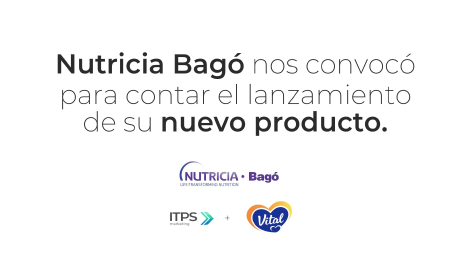 Nutricia Bagó nos convocó
para contar el lanzamiento
de su nuevo producto.
NUTRICIA • Bagó
LIFE-TRANSFORMING NUTRITION
ITPS + Vital
marketing